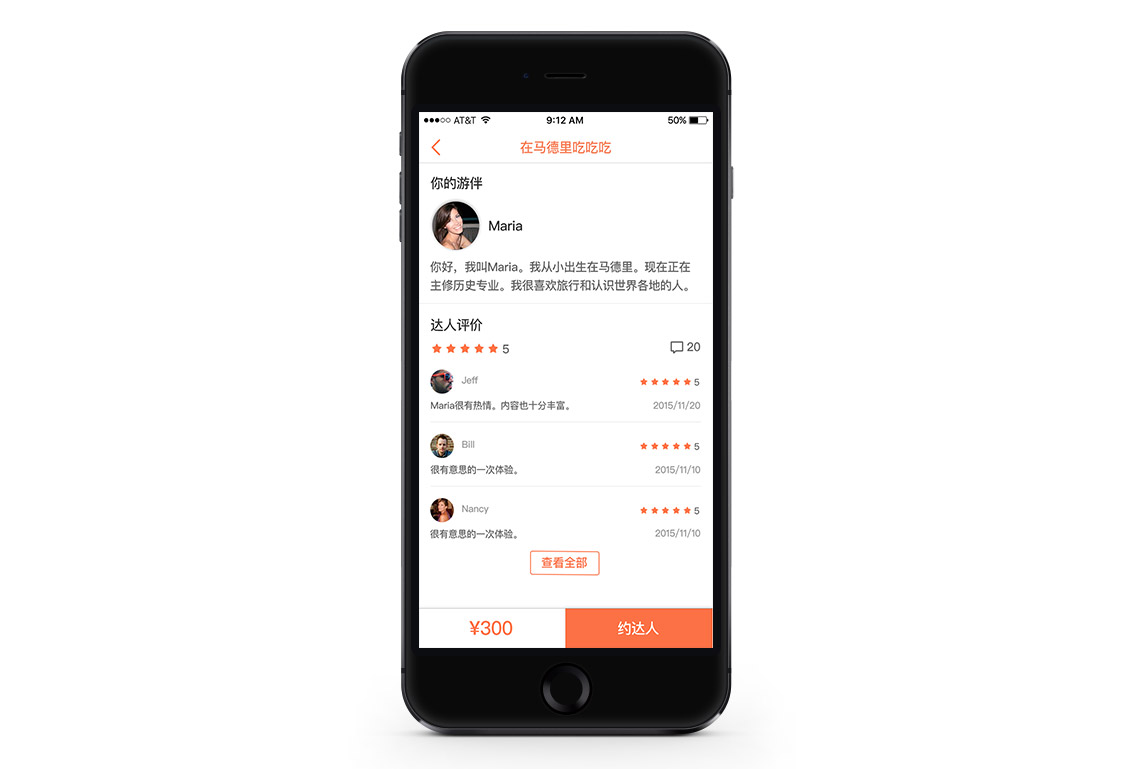 AT&T 9:12 AM 50%
在马德里吃吃吃
你的游伴
Maria
你好，我叫Maria。我从小出生在马德里。现在正在
主修历史专业。我很喜欢旅行和认识世界各地的人。
达人评价
5 20
Jeff 5
Maria很有热情。内容也十分丰富。 2015/11/20
Bill 5
很有意思的一次体验。 2015/11/10
Nancy 5
很有意思的一次体验。 2015/11/10
查看全部
¥300 约达人